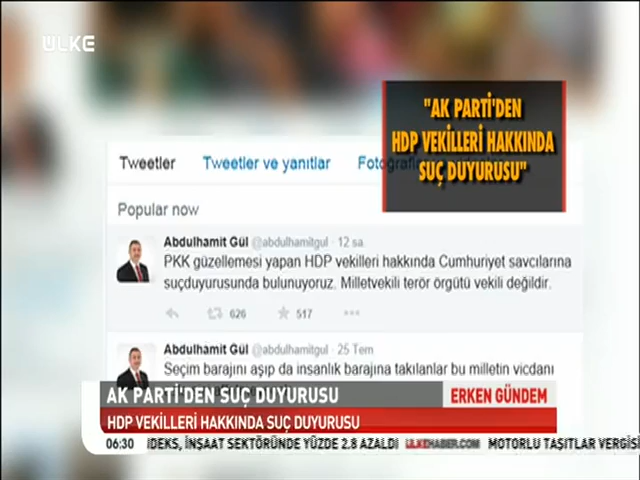 ÜLKE
"AK PARTİ'DEN
HDP VEKİLLERİ HAKKINDA
SUÇ DUYURUSU"
Tweetler Tweetler ve yanıtlar
Popular now
Abdulhamit Gül @abdulhamitgul · 12 sa.
PKK güzellemesi yapan HDP vekilleri hakkında Cumhuriyet savcılarına
suçduyurusunda bulunuyoruz. Milletvekili terör örgütü vekili değildir.
626 517
Abdulhamit Gül @abdulhamitgul · 25 Tem
Seçim barajını aşıp da insanlık barajına takılanlar bu milletin vicdanı
AK PARTİ'DEN SUÇ DUYURUSU
ERKEN GÜNDEM
HDP VEKİLLERİ HAKKINDA SUÇ DUYURUSU
06:30 İDEKS, İNŞAAT SEKTÖRÜNDE YÜZDE 2.8 AZALDI ÜLKEHABER.COM MOTORLU TAŞITLAR VERGİS